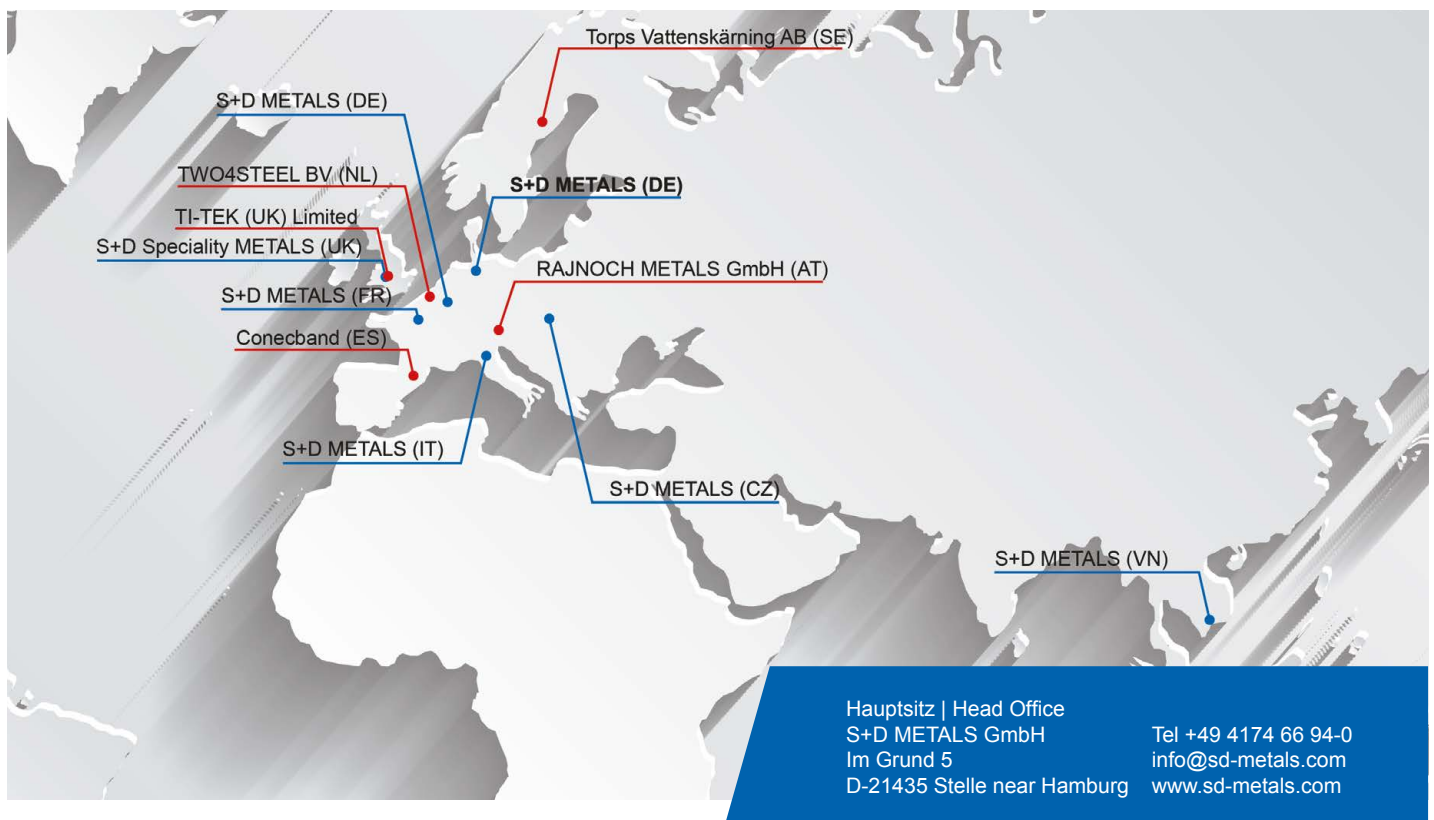 Torps Vattenskärning AB (SE)
S+D METALS (DE)
TWO4STEEL BV (NL)
S+D METALS (DE)
TI-TEK (UK) Limited
S+D Speciality METALS (UK)
RAJNOCH METALS GmbH (AT)
S+D METALS (FR)
Conecband (ES)
S+D METALS (IT)
S+D METALS (CZ)
S+D METALS (VN)
Hauptsitz | Head Office
S+D METALS GmbH
Im Grund 5
D-21435 Stelle near Hamburg
Tel +49 4174 66 94-0
info@sd-metals.com
www.sd-metals.com